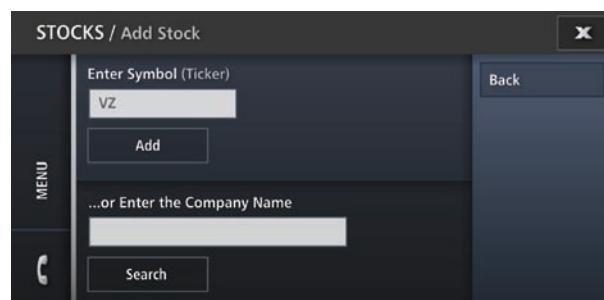 STOCKS / Add Stock
X
Enter Symbol (Ticker)
VZ
Add
Back
MENU
...or Enter the Company Name
Search